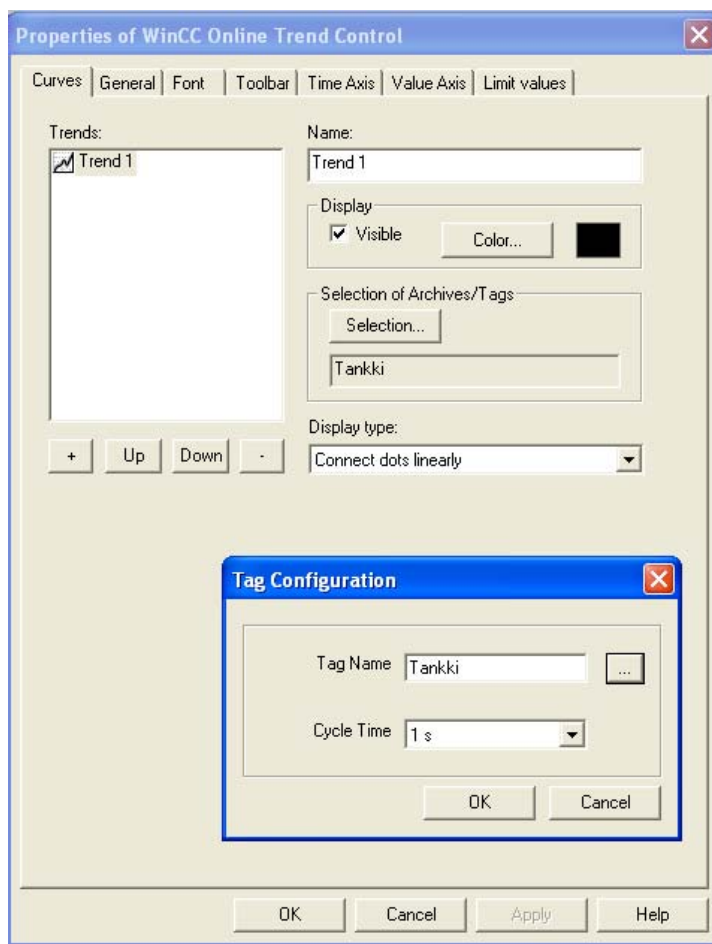 Properties of WinCC Online Trend Control
Curves General Font Toolbar Time Axis Value Axis Limit values
Trends:
Trend 1
+ Up Down -
Name:
Trend 1
Display
Visible Color...
Selection of Archives/Tags
Selection...
Tankki
Display type:
Connect dots linearly
Tag Configuration
Tag Name Tankki ...
Cycle Time 1 s
OK Cancel
OK Cancel Apply Help